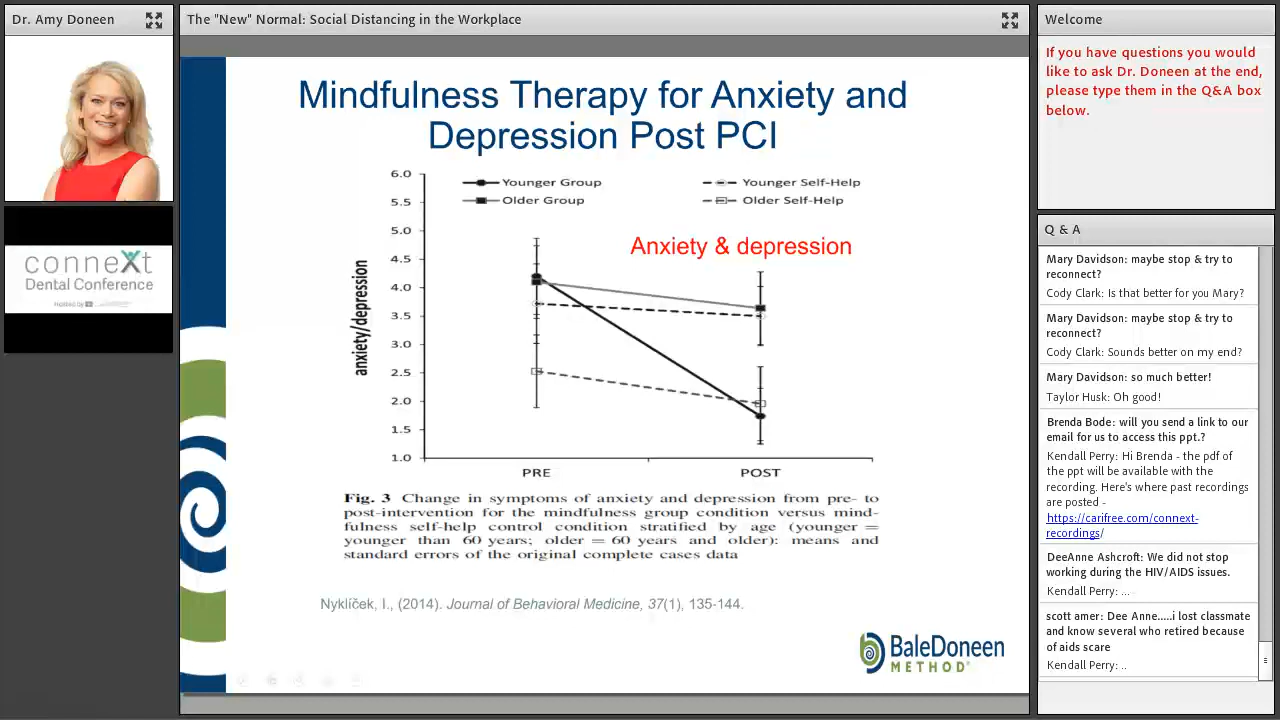 Dr. Amy Doneen
The "New" Normal: Social Distancing in the Workplace
Welcome
If you have questions you would
like to ask Dr. Doneen at the end,
please type them in the Q&A box
below.
conneXt
Dental Conference
Hosted by
Mindfulness Therapy for Anxiety and
Depression Post PCI
6.0
5.5
5.0
4.5
4.0
3.5
3.0
2.5
2.0
1.5
1.0
anxiety/depression
Younger Group
Younger Self-Help
Older Group
Older Self-Help
Anxiety & depression
PRE
POST
Fig. 3 Change in symptoms of anxiety and depression from pre- to
post-intervention for the mindfulness group condition versus mind-
fulness self-help control condition stratified by age (younger =
younger than 60 years; older = 60 years and older): means and
standard errors of the original complete cases data
Nyklíček, I., (2014). Journal of Behavioral Medicine, 37(1), 135-144.
BaleDoneen
METHOD®
Q & A
Mary Davidson: maybe stop & try to
reconnect?
Cody Clark: Is that better for you Mary?
Mary Davidson: maybe stop & try to
reconnect?
Cody Clark: Sounds better on my end?
Mary Davidson: so much better!
Taylor Husk: Oh good!
Brenda Bode: will you send a link to our
email for us to access this ppt.?
Kendall Perry: Hi Brenda - the pdf of
the ppt will be available with the
recording. Here's where past recordings
are posted -
https://carifree.com/connext-
recordings/
DeeAnne Ashcroft: We did not stop
working during the HIV/AIDS issues.
Kendall Perry: ...
scott amer: Dee Anne.....i lost classmate
and know several who retired because
of aids scare
Kendall Perry: ..